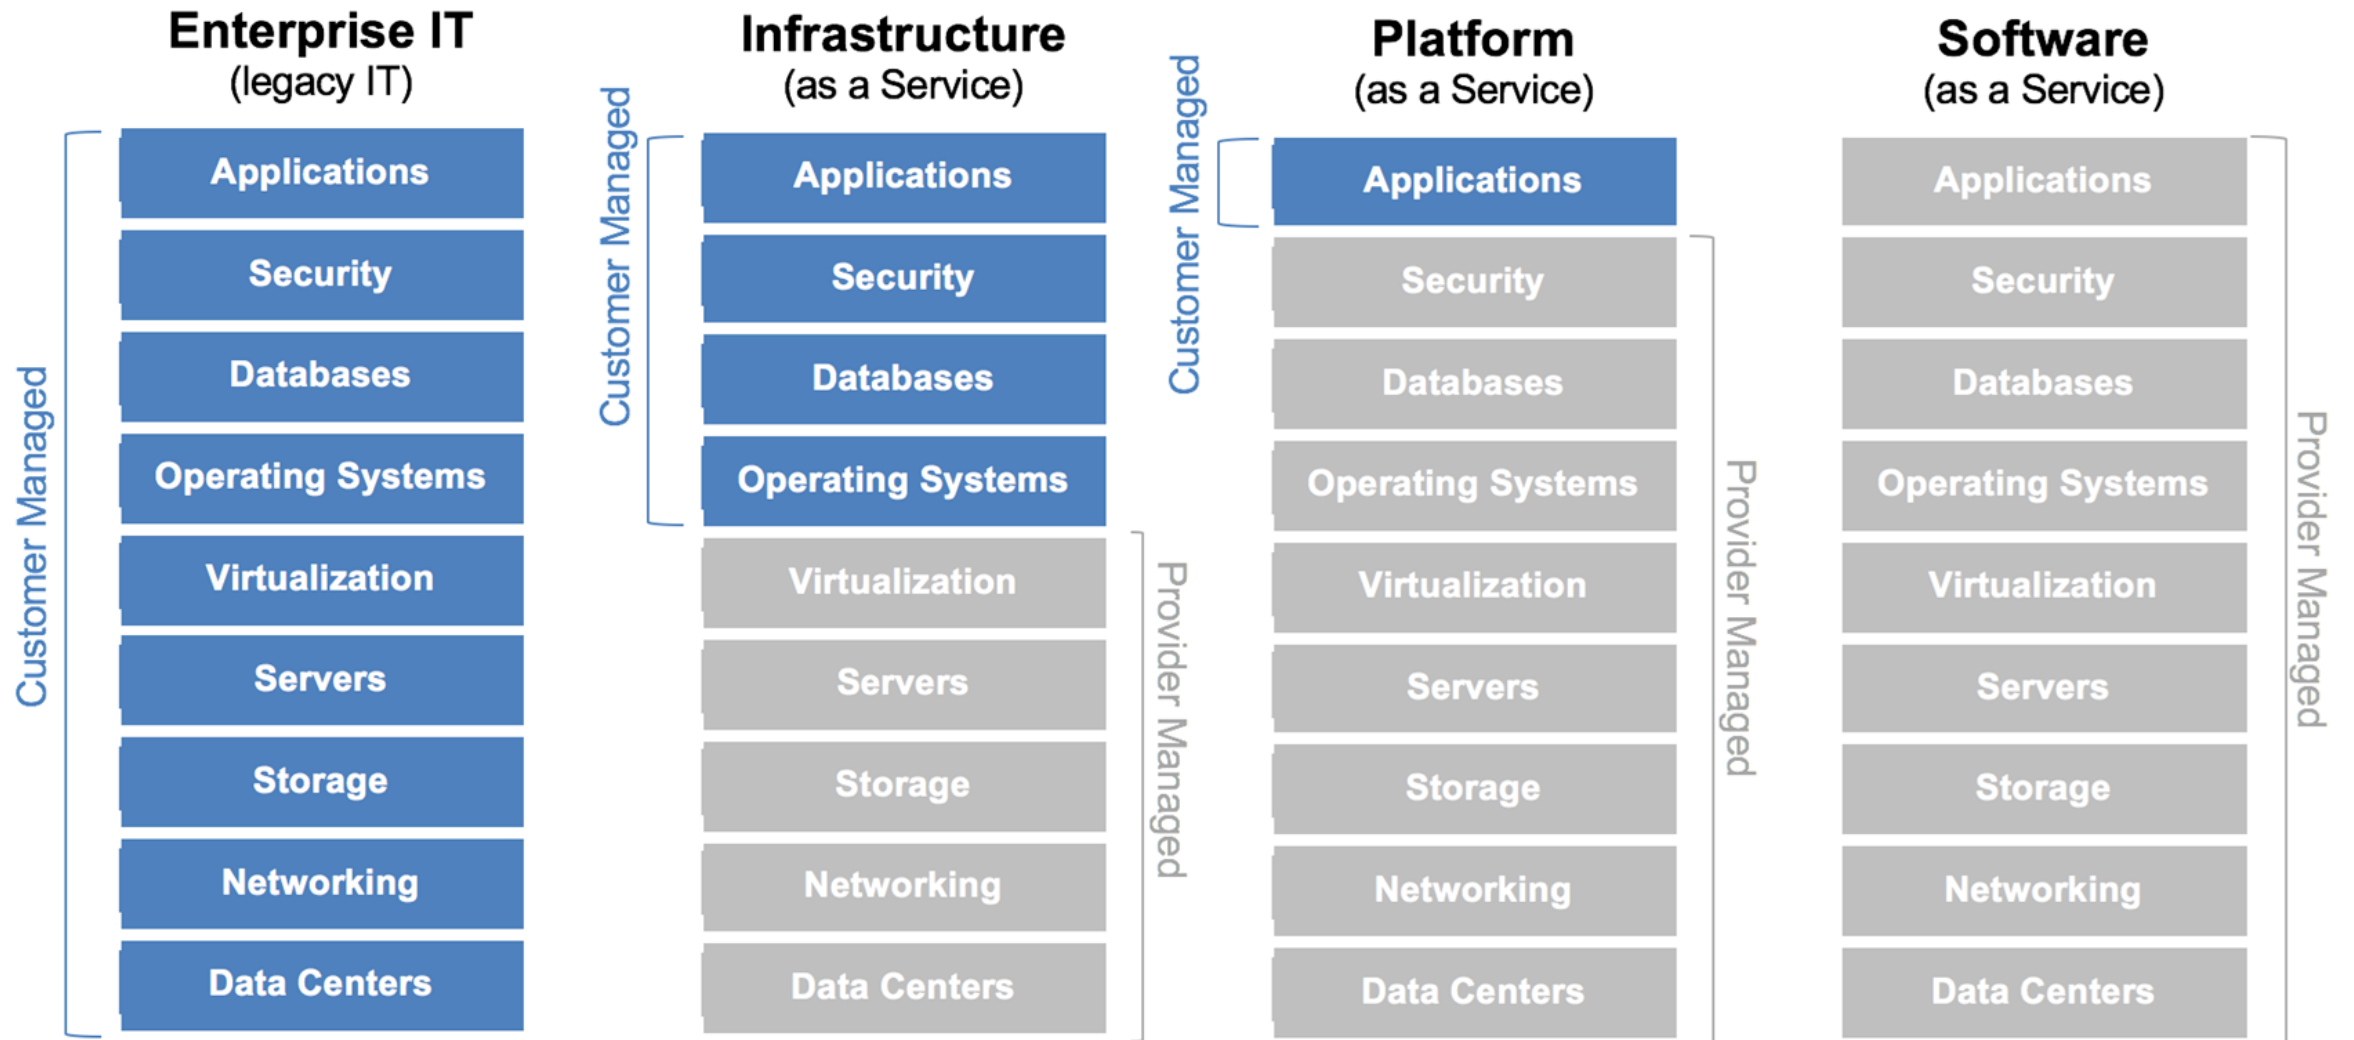 Enterprise IT
(legacy IT)
Customer Managed
Applications
Security
Databases
Operating Systems
Virtualization
Servers
Storage
Networking
Data Centers
Infrastructure
(as a Service)
Customer Managed
Applications
Security
Databases
Operating Systems
Virtualization
Servers
Storage
Networking
Data Centers
Provider Managed
Platform
(as a Service)
Customer Managed
Applications
Security
Databases
Operating Systems
Virtualization
Servers
Storage
Networking
Data Centers
Provider Managed
Software
(as a Service)
Applications
Security
Databases
Operating Systems
Virtualization
Servers
Storage
Networking
Data Centers
Provider Managed